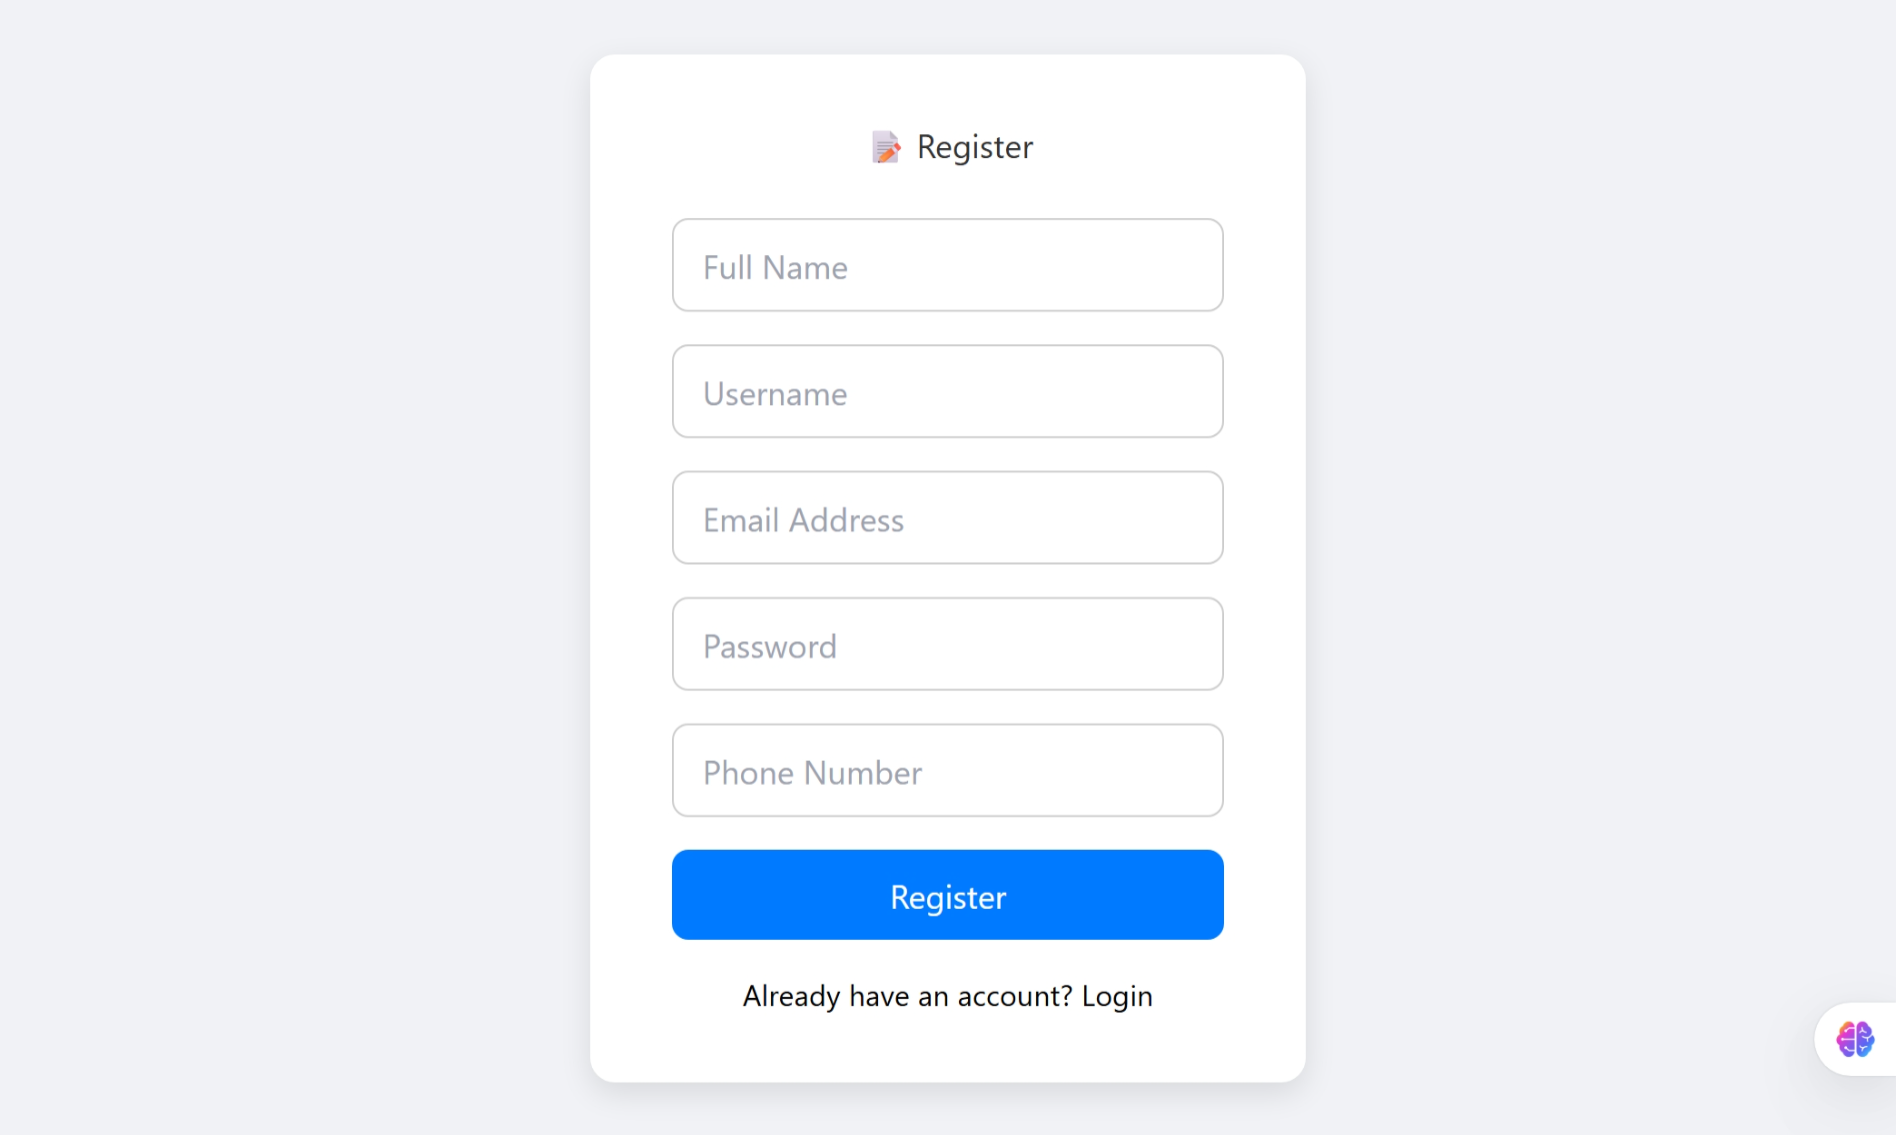 Register
Full Name
Username
Email Address
Password
Phone Number
Register
Already have an account? Login